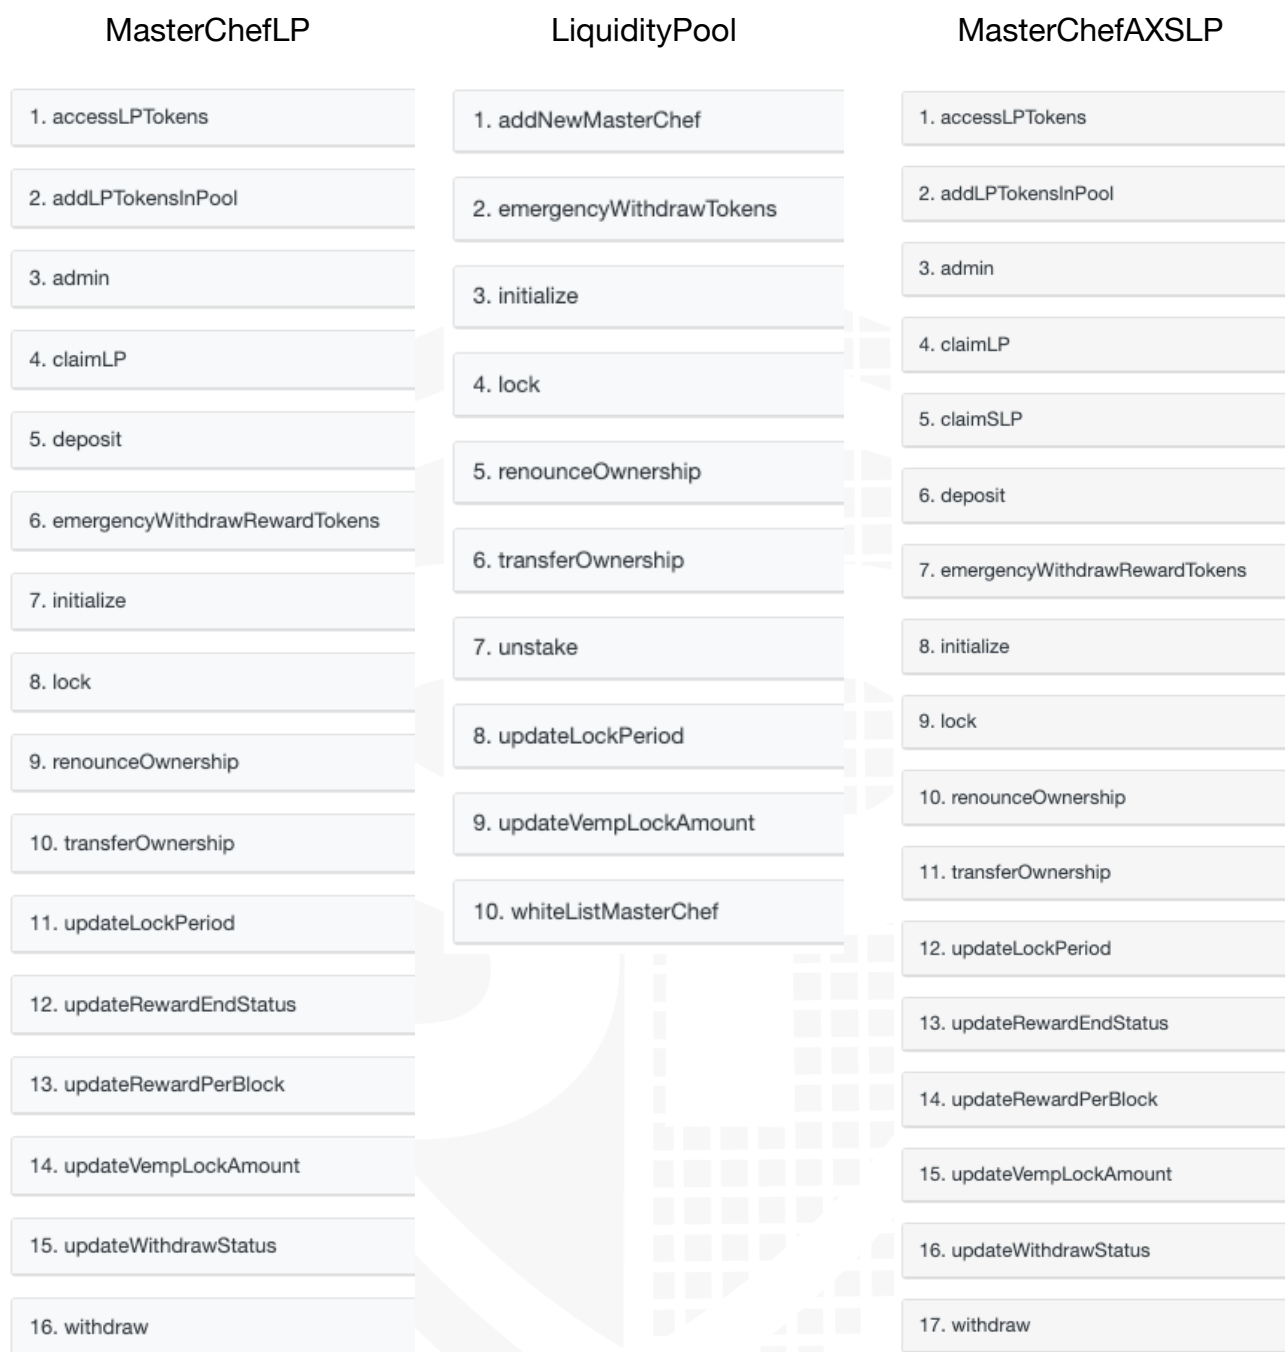 MasterChefLP
1. accessLPTokens
2. addLPTokensInPool
3. admin
4. claimLP
5. deposit
6. emergencyWithdrawRewardTokens
7. initialize
8. lock
9. renounceOwnership
10. transferOwnership
11. updateLockPeriod
12. updateRewardEndStatus
13. updateRewardPerBlock
14. updateVempLockAmount
15. updateWithdrawStatus
16. withdraw
LiquidityPool
1. addNewMasterChef
2. emergencyWithdrawTokens
3. initialize
4. lock
5. renounceOwnership
6. transferOwnership
7. unstake
8. updateLockPeriod
9. updateVempLockAmount
10. whiteListMasterChef
MasterChefAXSLP
1. accessLPTokens
2. addLPTokensInPool
3. admin
4. claimLP
5. claimSLP
6. deposit
7. emergencyWithdrawRewardTokens
8. initialize
9. lock
10. renounceOwnership
11. transferOwnership
12. updateLockPeriod
13. updateRewardEndStatus
14. updateRewardPerBlock
15. updateVempLockAmount
16. updateWithdrawStatus
17. withdraw